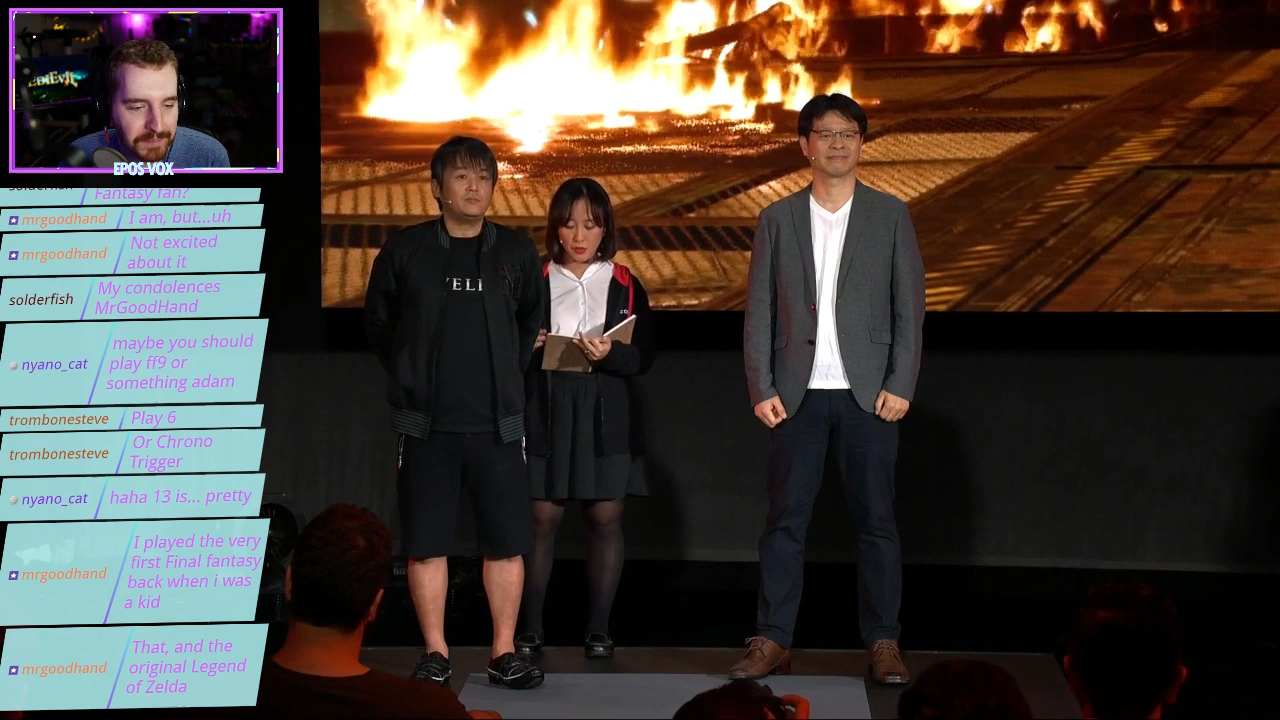 EDIEVIL
EPOS-VOX
solderfish
Fantasy fan?
mrgoodhand I am, but...uh
mrgoodhand Not excited
about it
solderfish My condolences
MrGoodHand
nyano_cat maybe you should
play ff9 or
something adam
trombonesteve Play 6
trombonesteve Or Chrono
Trigger
nyano_cat haha 13 is... pretty
mrgoodhand I played the very
first Final fantasy
back when i was
a kid
mrgoodhand That, and the
original Legend
of Zelda